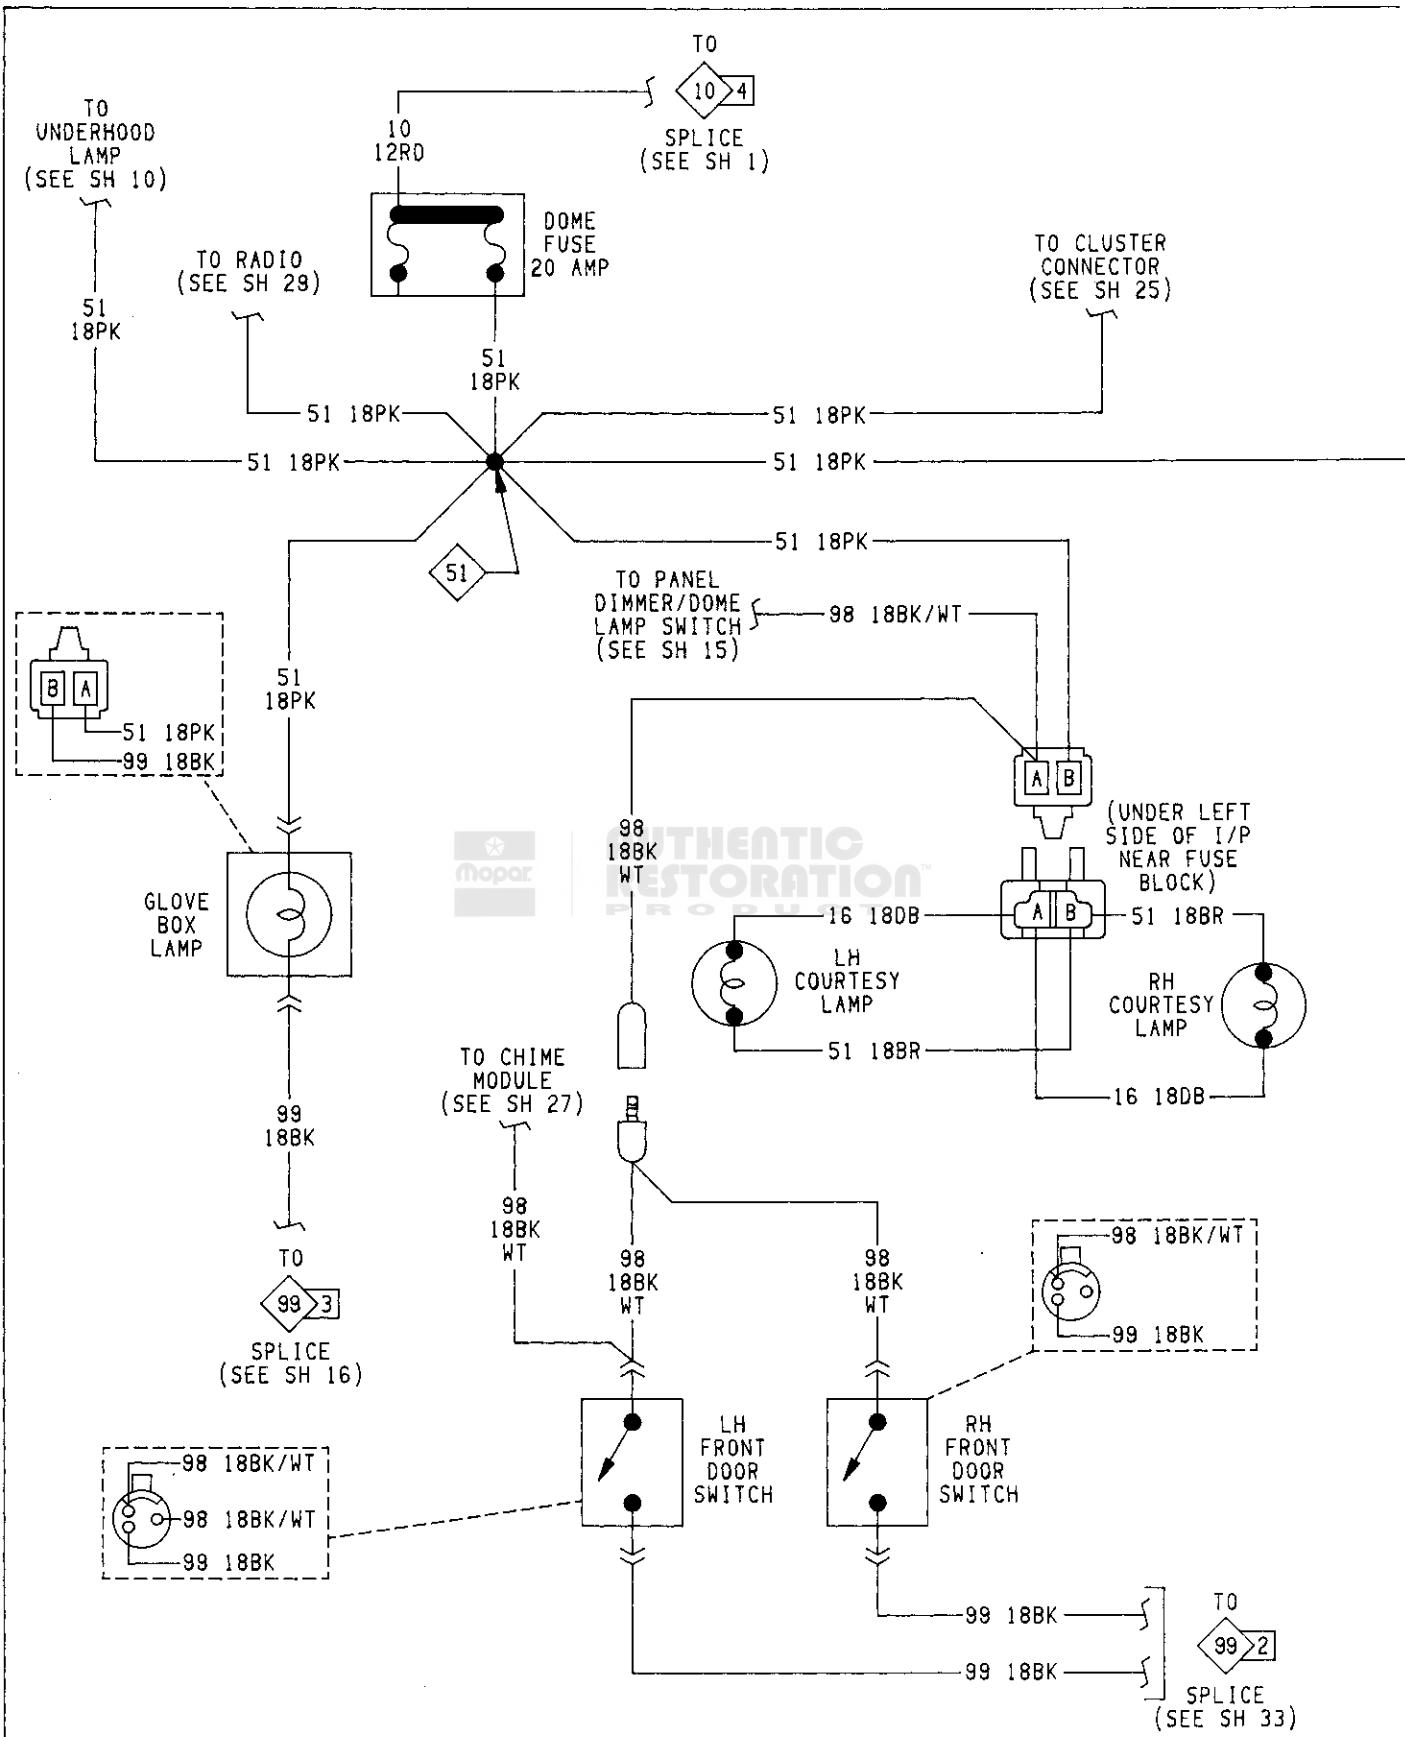 TO
10 4
SPLICE
(SEE SH 1)
10
12RD
TO
UNDERHOOD
LAMP
(SEE SH 10)
DOME
FUSE
20 AMP
TO RADIO
(SEE SH 29)
TO CLUSTER
CONNECTOR
(SEE SH 25)
51
18PK
51
18PK
51 18PK
51 18PK
51 18PK
51 18PK
51 18PK
51
TO PANEL
DIMMER/DOME
LAMP SWITCH
(SEE SH 15)
98 18BK/WT
B A
51 18PK
99 18BK
51
18PK
A B
(UNDER LEFT
SIDE OF I/P
NEAR FUSE
BLOCK)
98
18BK
WT
Mopar
AUTHENTIC
RESTORATION™
PRODUCT
GLOVE
BOX
LAMP
16 18DB
A B
51 18BR
LH
COURTESY
LAMP
RH
COURTESY
LAMP
51 18BR
16 18DB
TO CHIME
MODULE
(SEE SH 27)
99
18BK
98
18BK
WT
98
18BK
WT
98
18BK
WT
98 18BK/WT
99 18BK
TO
99 3
SPLICE
(SEE SH 16)
LH
FRONT
DOOR
SWITCH
RH
FRONT
DOOR
SWITCH
98 18BK/WT
98 18BK/WT
99 18BK
99 18BK
99 18BK
TO
99 2
SPLICE
(SEE SH 33)